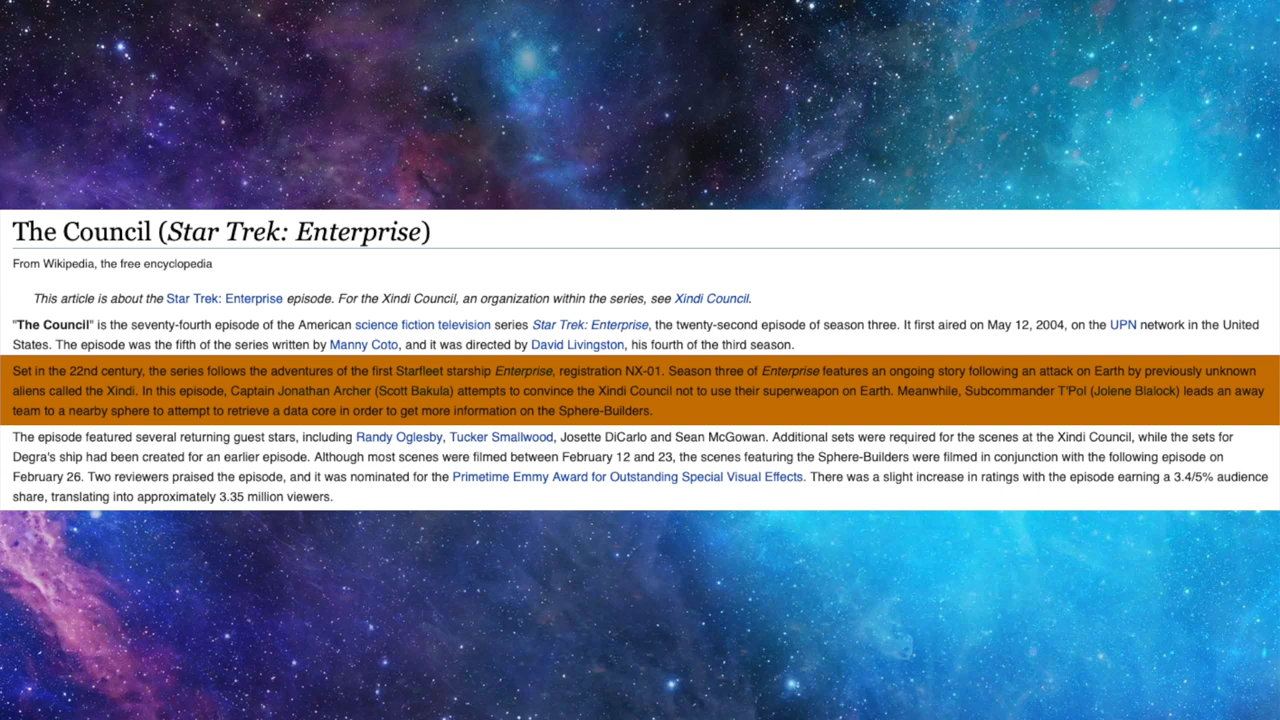 The Council (Star Trek: Enterprise)
From Wikipedia, the free encyclopedia
This article is about the Star Trek: Enterprise episode. For the Xindi Council, an organization within the series, see Xindi Council.
"The Council" is the seventy-fourth episode of the American science fiction television series Star Trek: Enterprise, the twenty-second episode of season three. It first aired on May 12, 2004, on the UPN network in the United
States. The episode was the fifth of the series written by Manny Coto, and it was directed by David Livingston, his fourth of the third season.
Set in the 22nd century, the series follows the adventures of the first Starfleet starship Enterprise, registration NX-01. Season three of Enterprise features an ongoing story following an attack on Earth by previously unknown
aliens called the Xindi. In this episode, Captain Jonathan Archer (Scott Bakula) attempts to convince the Xindi Council not to use their superweapon on Earth. Meanwhile, Subcommander T'Pol (Jolene Blalock) leads an away
team to a nearby sphere to attempt to retrieve a data core in order to get more information on the Sphere-Builders.
The episode featured several returning guest stars, including Randy Oglesby, Tucker Smallwood, Josette DiCarlo and Sean McGowan. Additional sets were required for the scenes at the Xindi Council, while the sets for
Degra's ship had been created for an earlier episode. Although most scenes were filmed between February 12 and 23, the scenes featuring the Sphere-Builders were filmed in conjunction with the following episode on
February 26. Two reviewers praised the episode, and it was nominated for the Primetime Emmy Award for Outstanding Special Visual Effects. There was a slight increase in ratings with the episode earning a 3.4/5% audience
share, translating into approximately 3.35 million viewers.